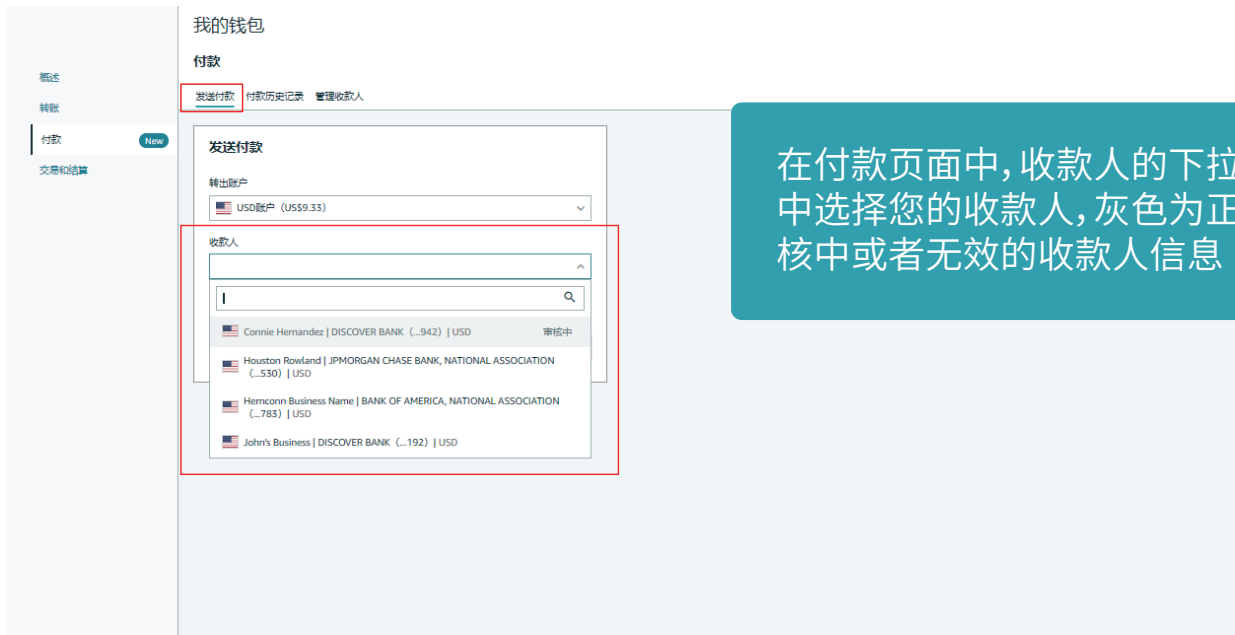 我的钱包
付款
概述
转账
付款 New
交易和结算
发送付款 付款历史记录 管理收款人
发送付款
转出账户
USD账户（US$9.33）
收款人
Connie Hernandez | DISCOVER BANK（...942）| USD 审核中
Houston Rowland | JPMORGAN CHASE BANK, NATIONAL ASSOCIATION
（...530）| USD
Hernconn Business Name | BANK OF AMERICA, NATIONAL ASSOCIATION
（...783）| USD
John's Business | DISCOVER BANK（...192）| USD
在付款页面中，收款人的下拉
中选择您的收款人，灰色为正
核中或者无效的收款人信息